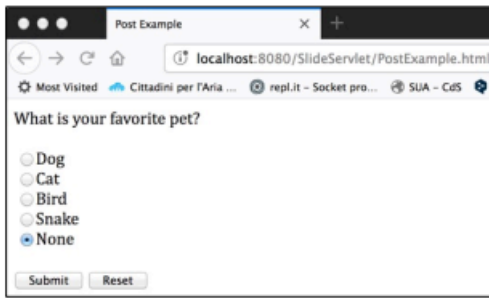 Post Example
localhost:8080/SlideServlet/PostExample.html
Most Visited Cittadini per l'Aria ... repl.it - Socket pro... SUA - CdS
What is your favorite pet?
Dog
Cat
Bird
Snake
None
Submit Reset